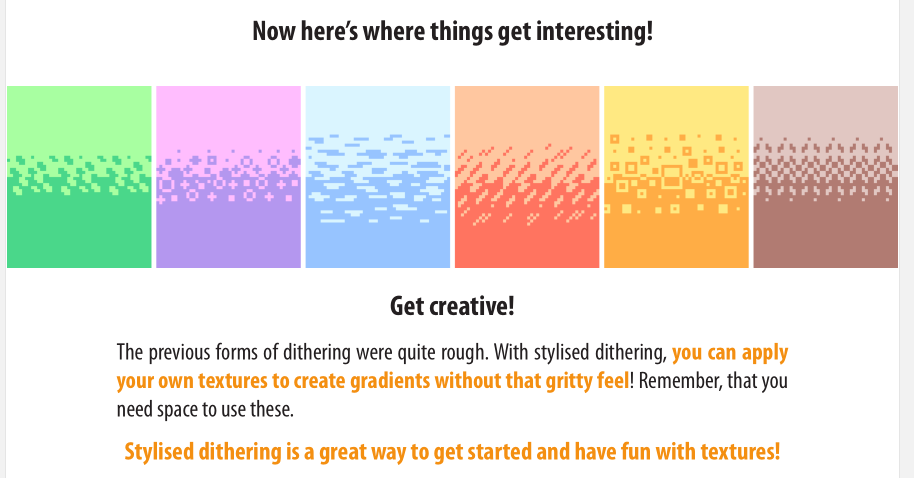 Now here's where things get interesting!
Get creative!
The previous forms of dithering were quite rough. With stylised dithering, you can apply
your own textures to create gradients without that gritty feel! Remember, that you
need space to use these.
Stylised dithering is a great way to get started and have fun with textures!